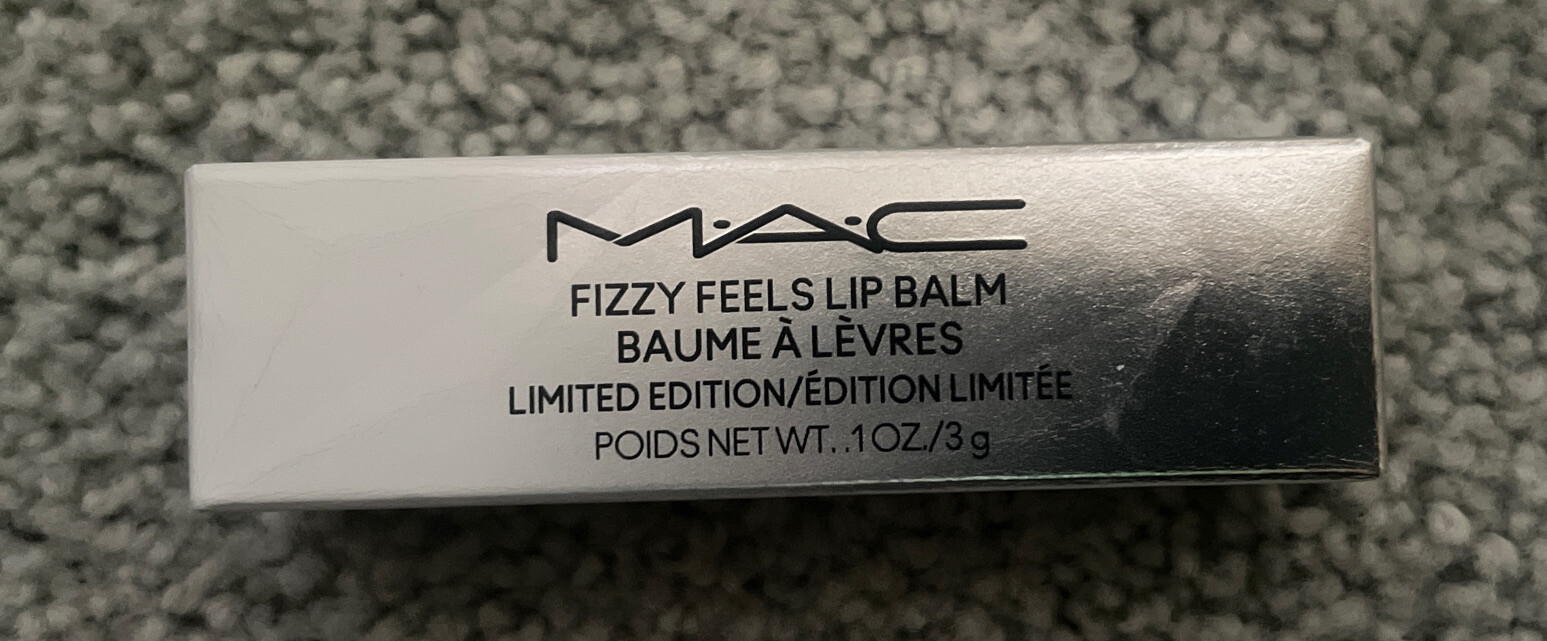 M·A·C
FIZZY FEELS LIP BALM
BAUME À LÈVRES
LIMITED EDITION/ÉDITION LIMITÉE
POIDS NET WT. .1 OZ./3 g